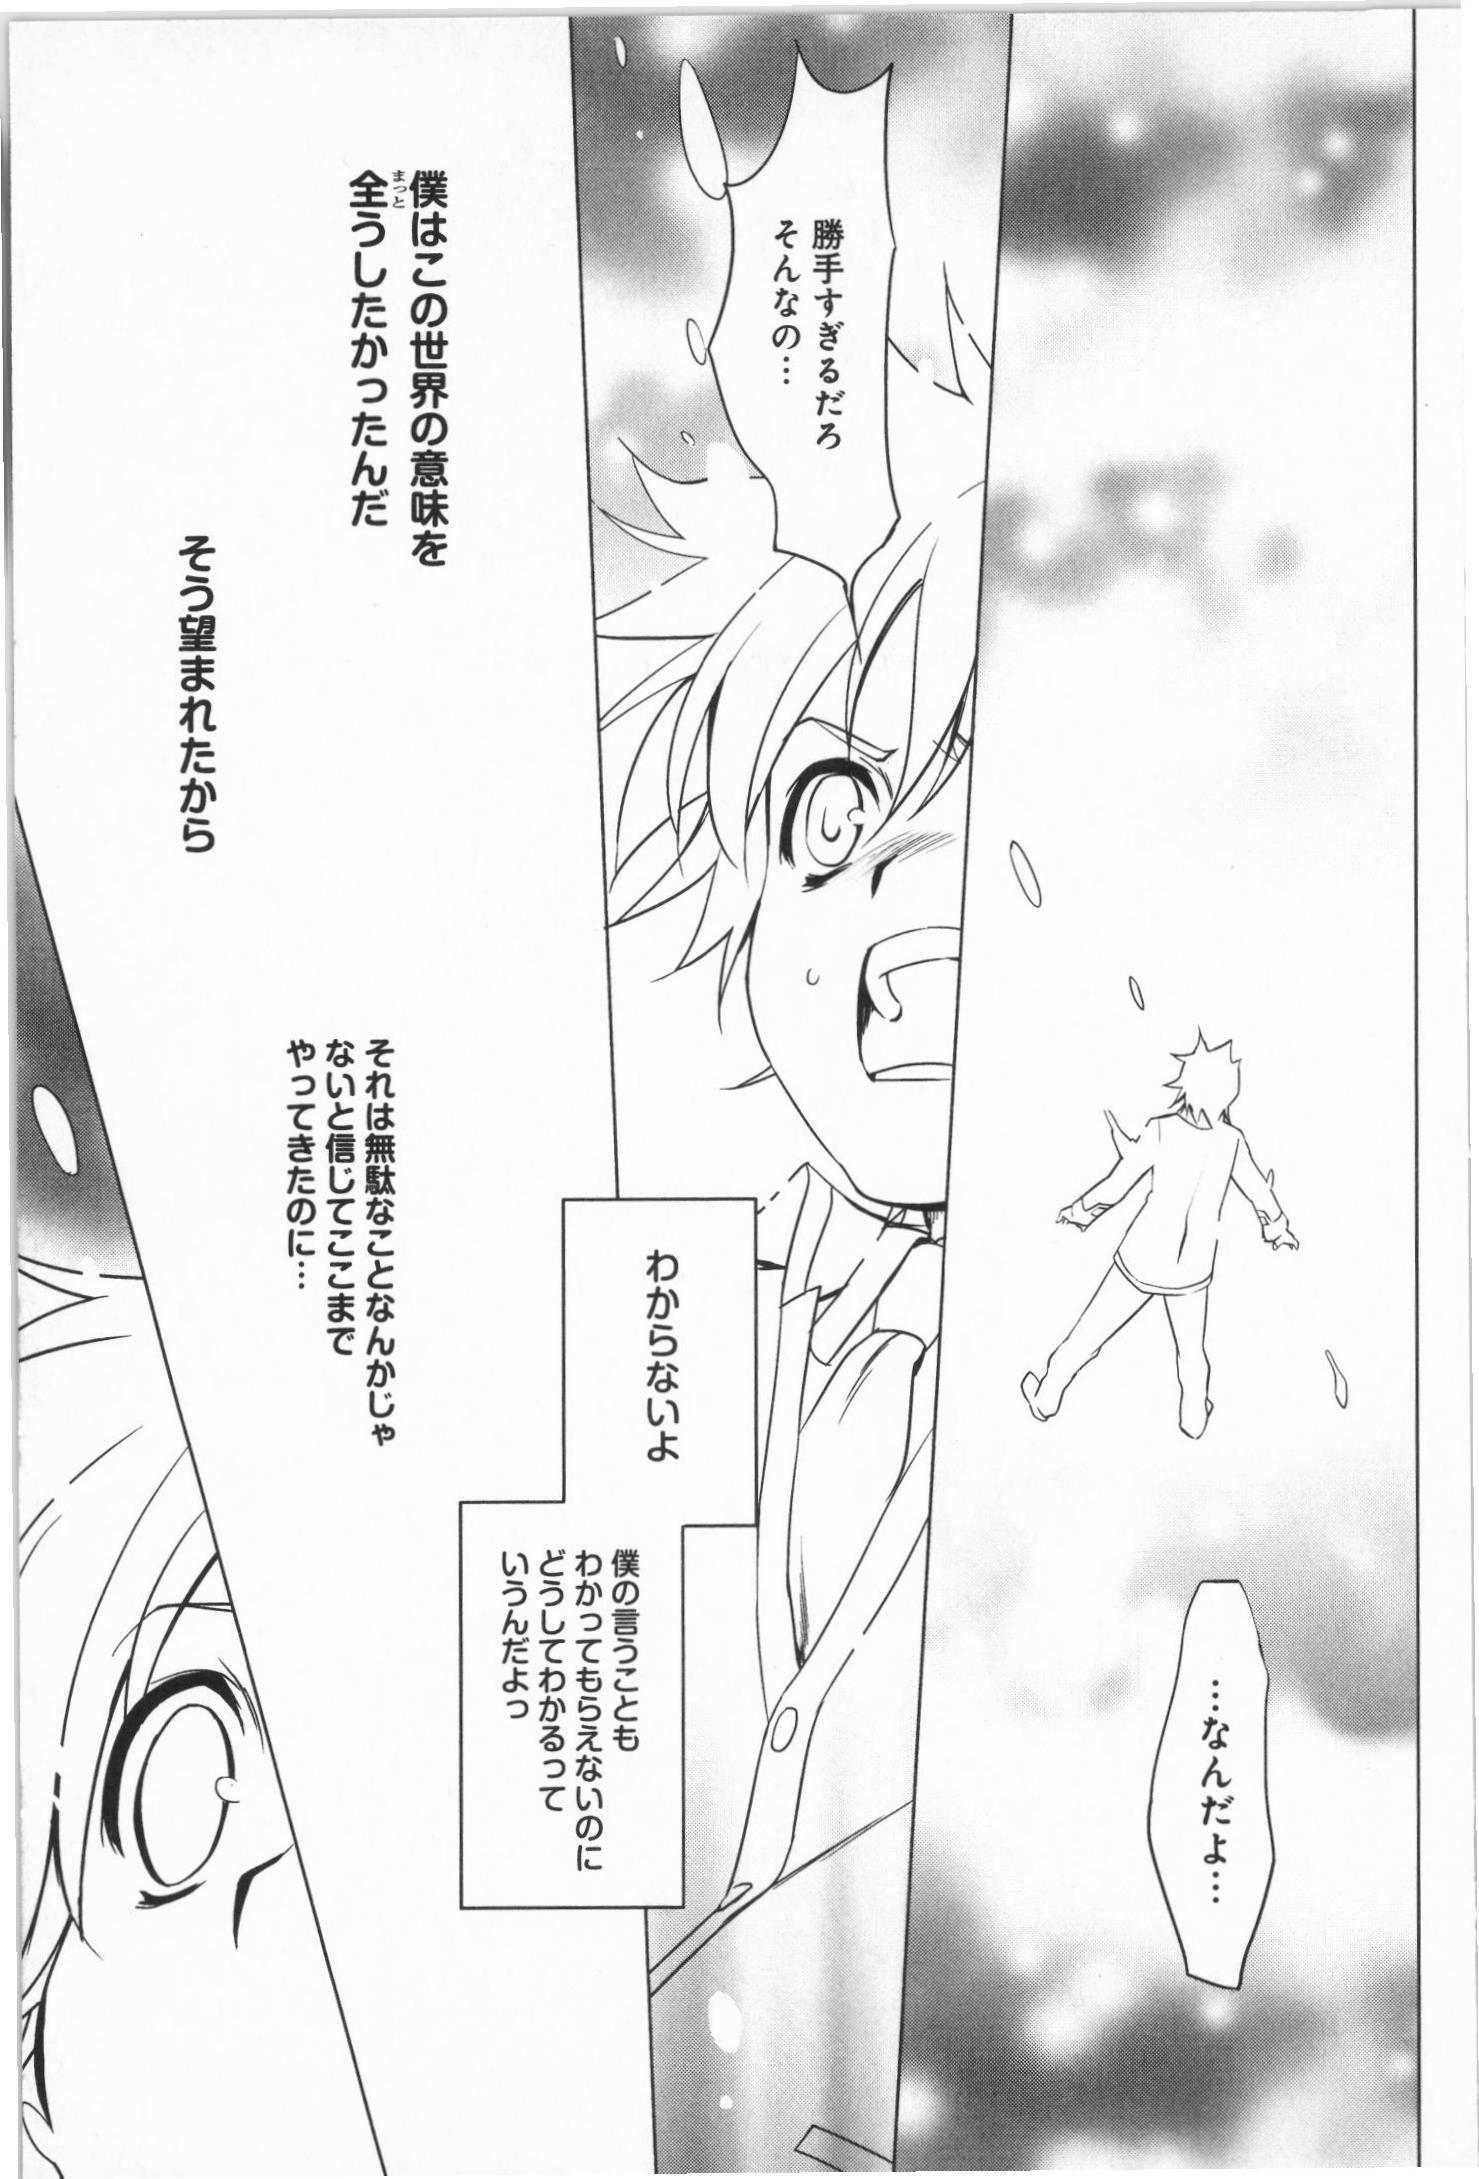 …なんだよ…
勝手すぎるだろ
そんなの…
わからないよ
僕の言うことも
わかってもらえないのに
どうしてわかるって
いうんだよっ
僕はこの世界の意味を
全うしたかったんだ
まっと
そう望まれたから
それは無駄なことなんかじゃ
ないと信じてここまで
やってきたのに…